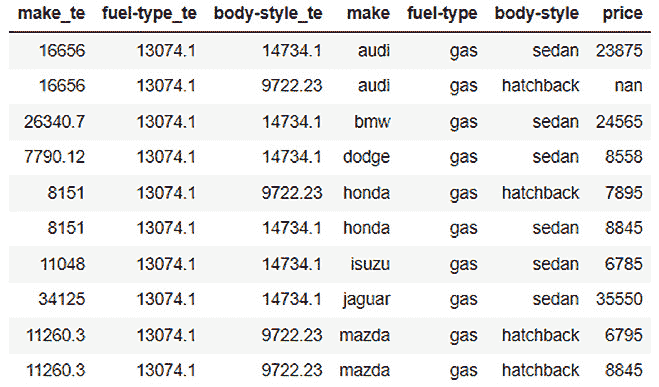 make_te fuel-type_te body-style_te make fuel-type body-style price
16656 13074.1 14734.1 audi gas sedan 23875
16656 13074.1 9722.23 audi gas hatchback nan
26340.7 13074.1 14734.1 bmw gas sedan 24565
7790.12 13074.1 14734.1 dodge gas sedan 8558
8151 13074.1 9722.23 honda gas hatchback 7895
8151 13074.1 14734.1 honda gas sedan 8845
11048 13074.1 14734.1 isuzu gas sedan 6785
34125 13074.1 14734.1 jaguar gas sedan 35550
11260.3 13074.1 9722.23 mazda gas hatchback 6795
11260.3 13074.1 9722.23 mazda gas hatchback 8845